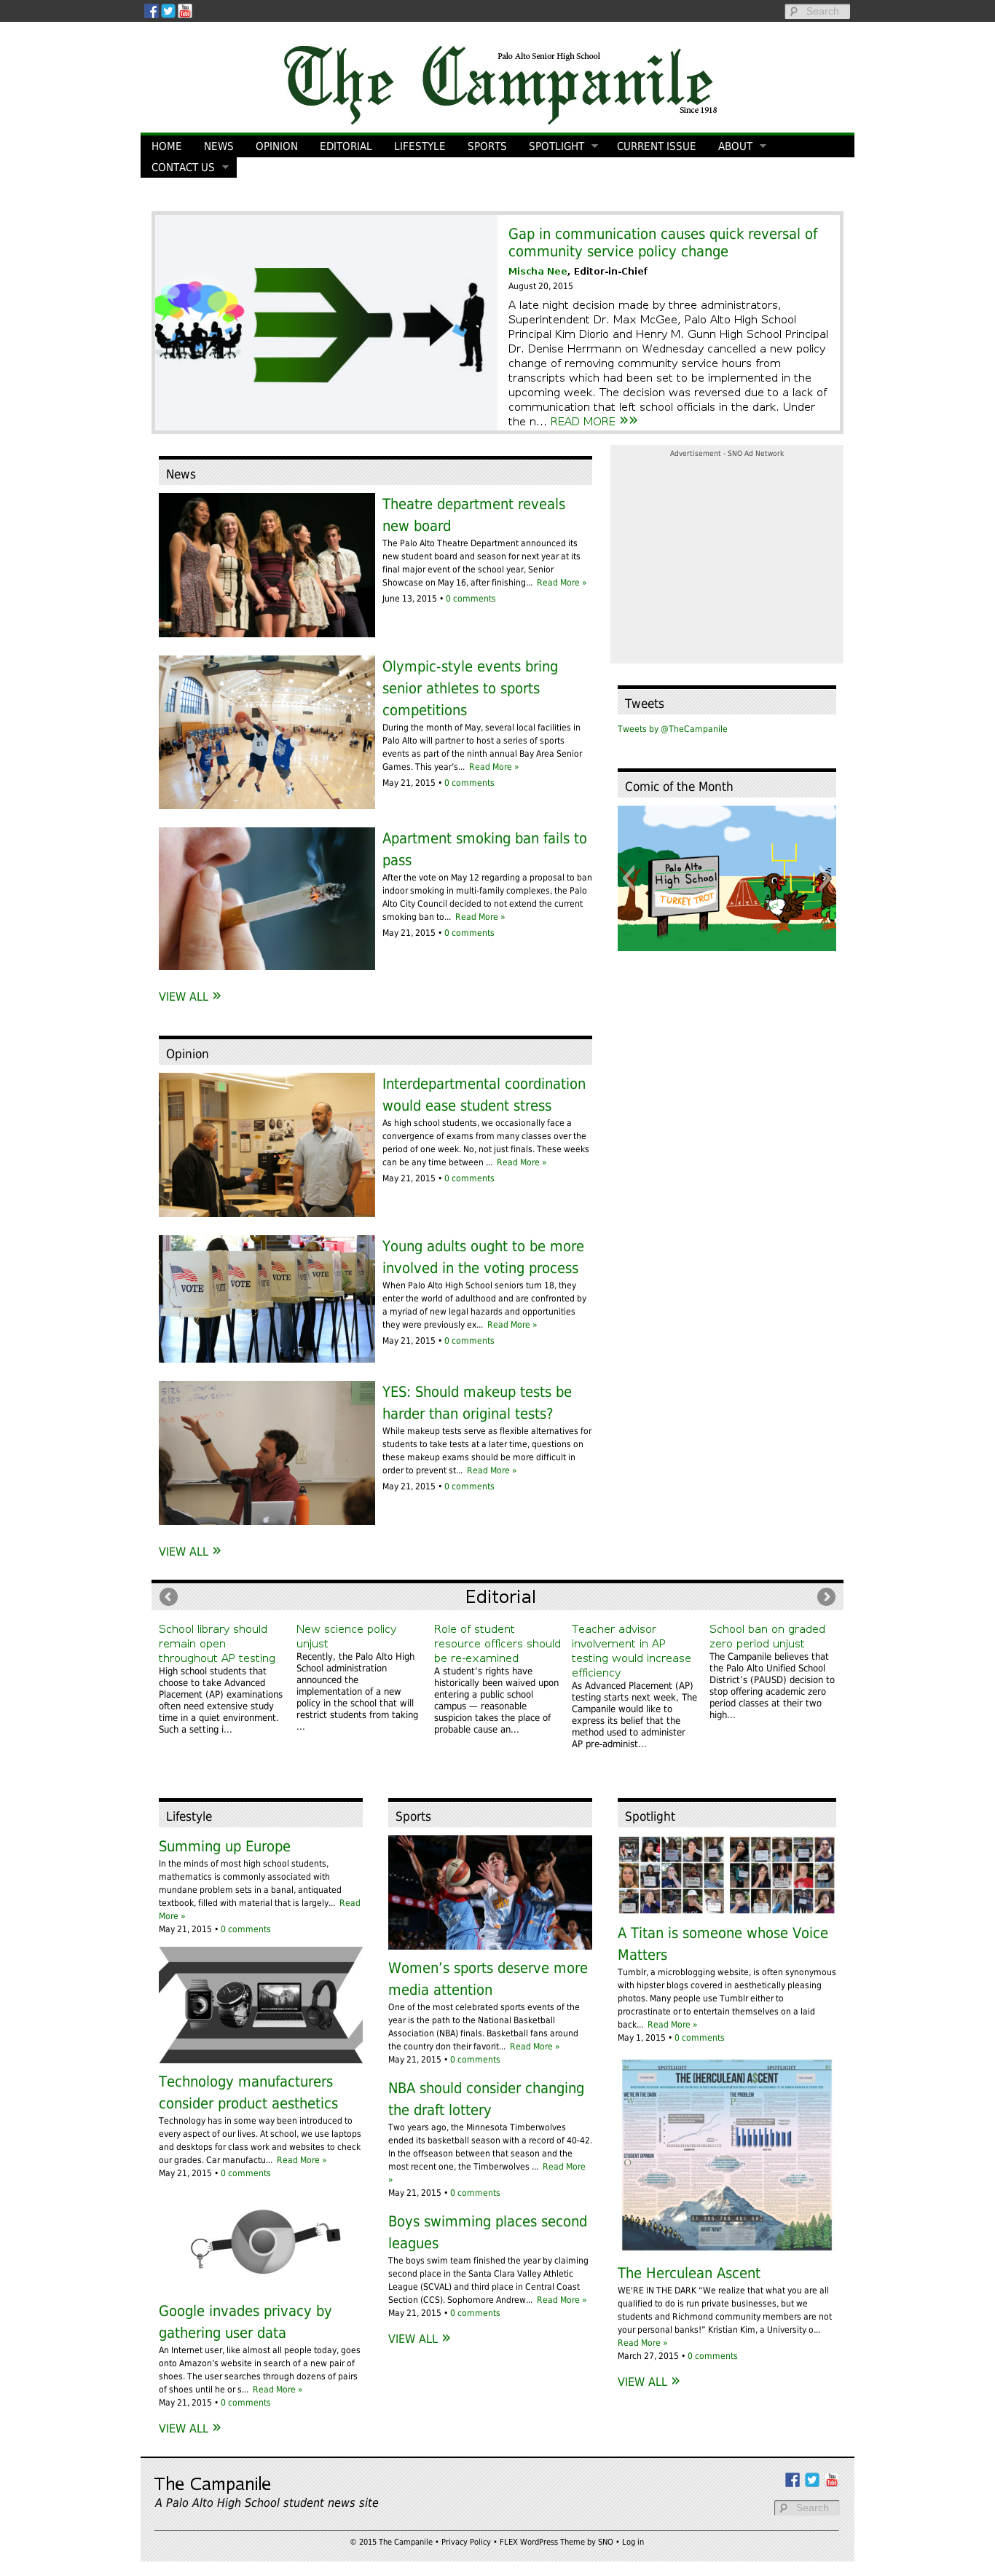 Search
The Campanile
Palo Alto Senior High School
Since 1918
HOME NEWS OPINION EDITORIAL LIFESTYLE SPORTS SPOTLIGHT CURRENT ISSUE ABOUT
CONTACT US
Gap in communication causes quick reversal of
community service policy change
Mischa Nee, Editor-in-Chief
August 20, 2015
A late night decision made by three administrators,
Superintendent Dr. Max McGee, Palo Alto High School
Principal Kim Diorio and Henry M. Gunn High School Principal
Dr. Denise Herrmann on Wednesday cancelled a new policy
change of removing community service hours from
transcripts which had been set to be implemented in the
upcoming week. The decision was reversed due to a lack of
communication that left school officials in the dark. Under
the n... READ MORE »»
News
Theatre department reveals
new board
The Palo Alto Theatre Department announced its
new student board and season for next year at its
final major event of the school year, Senior
Showcase on May 16, after finishing... Read More »
June 13, 2015 • 0 comments
Olympic-style events bring
senior athletes to sports
competitions
During the month of May, several local facilities in
Palo Alto will partner to host a series of sports
events as part of the ninth annual Bay Area Senior
Games. This year's... Read More »
May 21, 2015 • 0 comments
Apartment smoking ban fails to
pass
After the vote on May 12 regarding a proposal to ban
indoor smoking in multi-family complexes, the Palo
Alto City Council decided to not extend the current
smoking ban to... Read More »
May 21, 2015 • 0 comments
VIEW ALL »
Advertisement - SNO Ad Network
Tweets
Tweets by @TheCampanile
Comic of the Month
Palo Alto
High School
TURKEY TROT
Opinion
Interdepartmental coordination
would ease student stress
As high school students, we occasionally face a
convergence of exams from many classes over the
period of one week. No, not just finals. These weeks
can be any time between ... Read More »
May 21, 2015 • 0 comments
VOTE VOTE VOTE VOTE VOTE
Young adults ought to be more
involved in the voting process
When Palo Alto High School seniors turn 18, they
enter the world of adulthood and are confronted by
a myriad of new legal hazards and opportunities
they were previously ex... Read More »
May 21, 2015 • 0 comments
YES: Should makeup tests be
harder than original tests?
While makeup tests serve as flexible alternatives for
students to take tests at a later time, questions on
these makeup exams should be more difficult in
order to prevent st... Read More »
May 21, 2015 • 0 comments
VIEW ALL »
Editorial
School library should
remain open
throughout AP testing
High school students that
choose to take Advanced
Placement (AP) examinations
often need extensive study
time in a quiet environment.
Such a setting i...
New science policy
unjust
Recently, the Palo Alto High
School administration
announced the
implementation of a new
policy in the school that will
restrict students from taking
...
Role of student
resource officers should
be re-examined
A student's rights have
historically been waived upon
entering a public school
campus — reasonable
suspicion takes the place of
probable cause an...
Teacher advisor
involvement in AP
testing would increase
efficiency
As Advanced Placement (AP)
testing starts next week, The
Campanile would like to
express its belief that the
method used to administer
AP pre-administ...
School ban on graded
zero period unjust
The Campanile believes that
the Palo Alto Unified School
District's (PAUSD) decision to
stop offering academic zero
period classes at their two
high...
Lifestyle
Summing up Europe
In the minds of most high school students,
mathematics is commonly associated with
mundane problem sets in a banal, antiquated
textbook, filled with material that is largely... Read
More »
May 21, 2015 • 0 comments
Technology manufacturers
consider product aesthetics
Technology has in some way been introduced to
every aspect of our lives. At school, we use laptops
and desktops for class work and websites to check
our grades. Car manufactu... Read More »
May 21, 2015 • 0 comments
Google invades privacy by
gathering user data
An Internet user, like almost all people today, goes
onto Amazon's website in search of a new pair of
shoes. The user searches through dozens of pairs
of shoes until he or s... Read More »
May 21, 2015 • 0 comments
VIEW ALL »
Sports
Women's sports deserve more
media attention
One of the most celebrated sports events of the
year is the path to the National Basketball
Association (NBA) finals. Basketball fans around
the country don their favorit... Read More »
May 21, 2015 • 0 comments
NBA should consider changing
the draft lottery
Two years ago, the Minnesota Timberwolves
ended its basketball season with a record of 40-42.
In the offseason between that season and the
most recent one, the Timberwolves ... Read More
»
May 21, 2015 • 0 comments
Boys swimming places second
leagues
The boys swim team finished the year by claiming
second place in the Santa Clara Valley Athletic
League (SCVAL) and third place in Central Coast
Section (CCS). Sophomore Andrew... Read More »
May 21, 2015 • 0 comments
VIEW ALL »
Spotlight
A Titan is someone whose Voice
Matters
Tumblr, a microblogging website, is often synonymous
with hipster blogs covered in aesthetically pleasing
photos. Many people use Tumblr either to
procrastinate or to entertain themselves on a laid
back... Read More »
May 1, 2015 • 0 comments
SPOTLIGHT SPOTLIGHT
THE [HERCULEAN] ASCENT
WE'RE IN THE DARK THE PROBLEM
STUDENT OPINION
WHAT NOW?
The Herculean Ascent
WE'RE IN THE DARK "We realize that what you are all
qualified to do is run private businesses, but we
students and Richmond community members are not
your personal banks!" Kristian Kim, a University o...
Read More »
March 27, 2015 • 0 comments
VIEW ALL »
The Campanile
A Palo Alto High School student news site
Search
© 2015 The Campanile • Privacy Policy • FLEX WordPress Theme by SNO • Log in